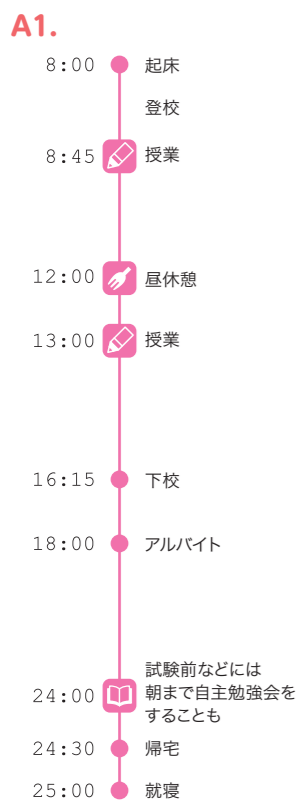 A1.
8:00 起床
登校
8:45 授業
12:00 昼休憩
13:00 授業
16:15 下校
18:00 アルバイト
試験前などには
24:00 朝まで自主勉強会を
することも
24:30 帰宅
25:00 就寝